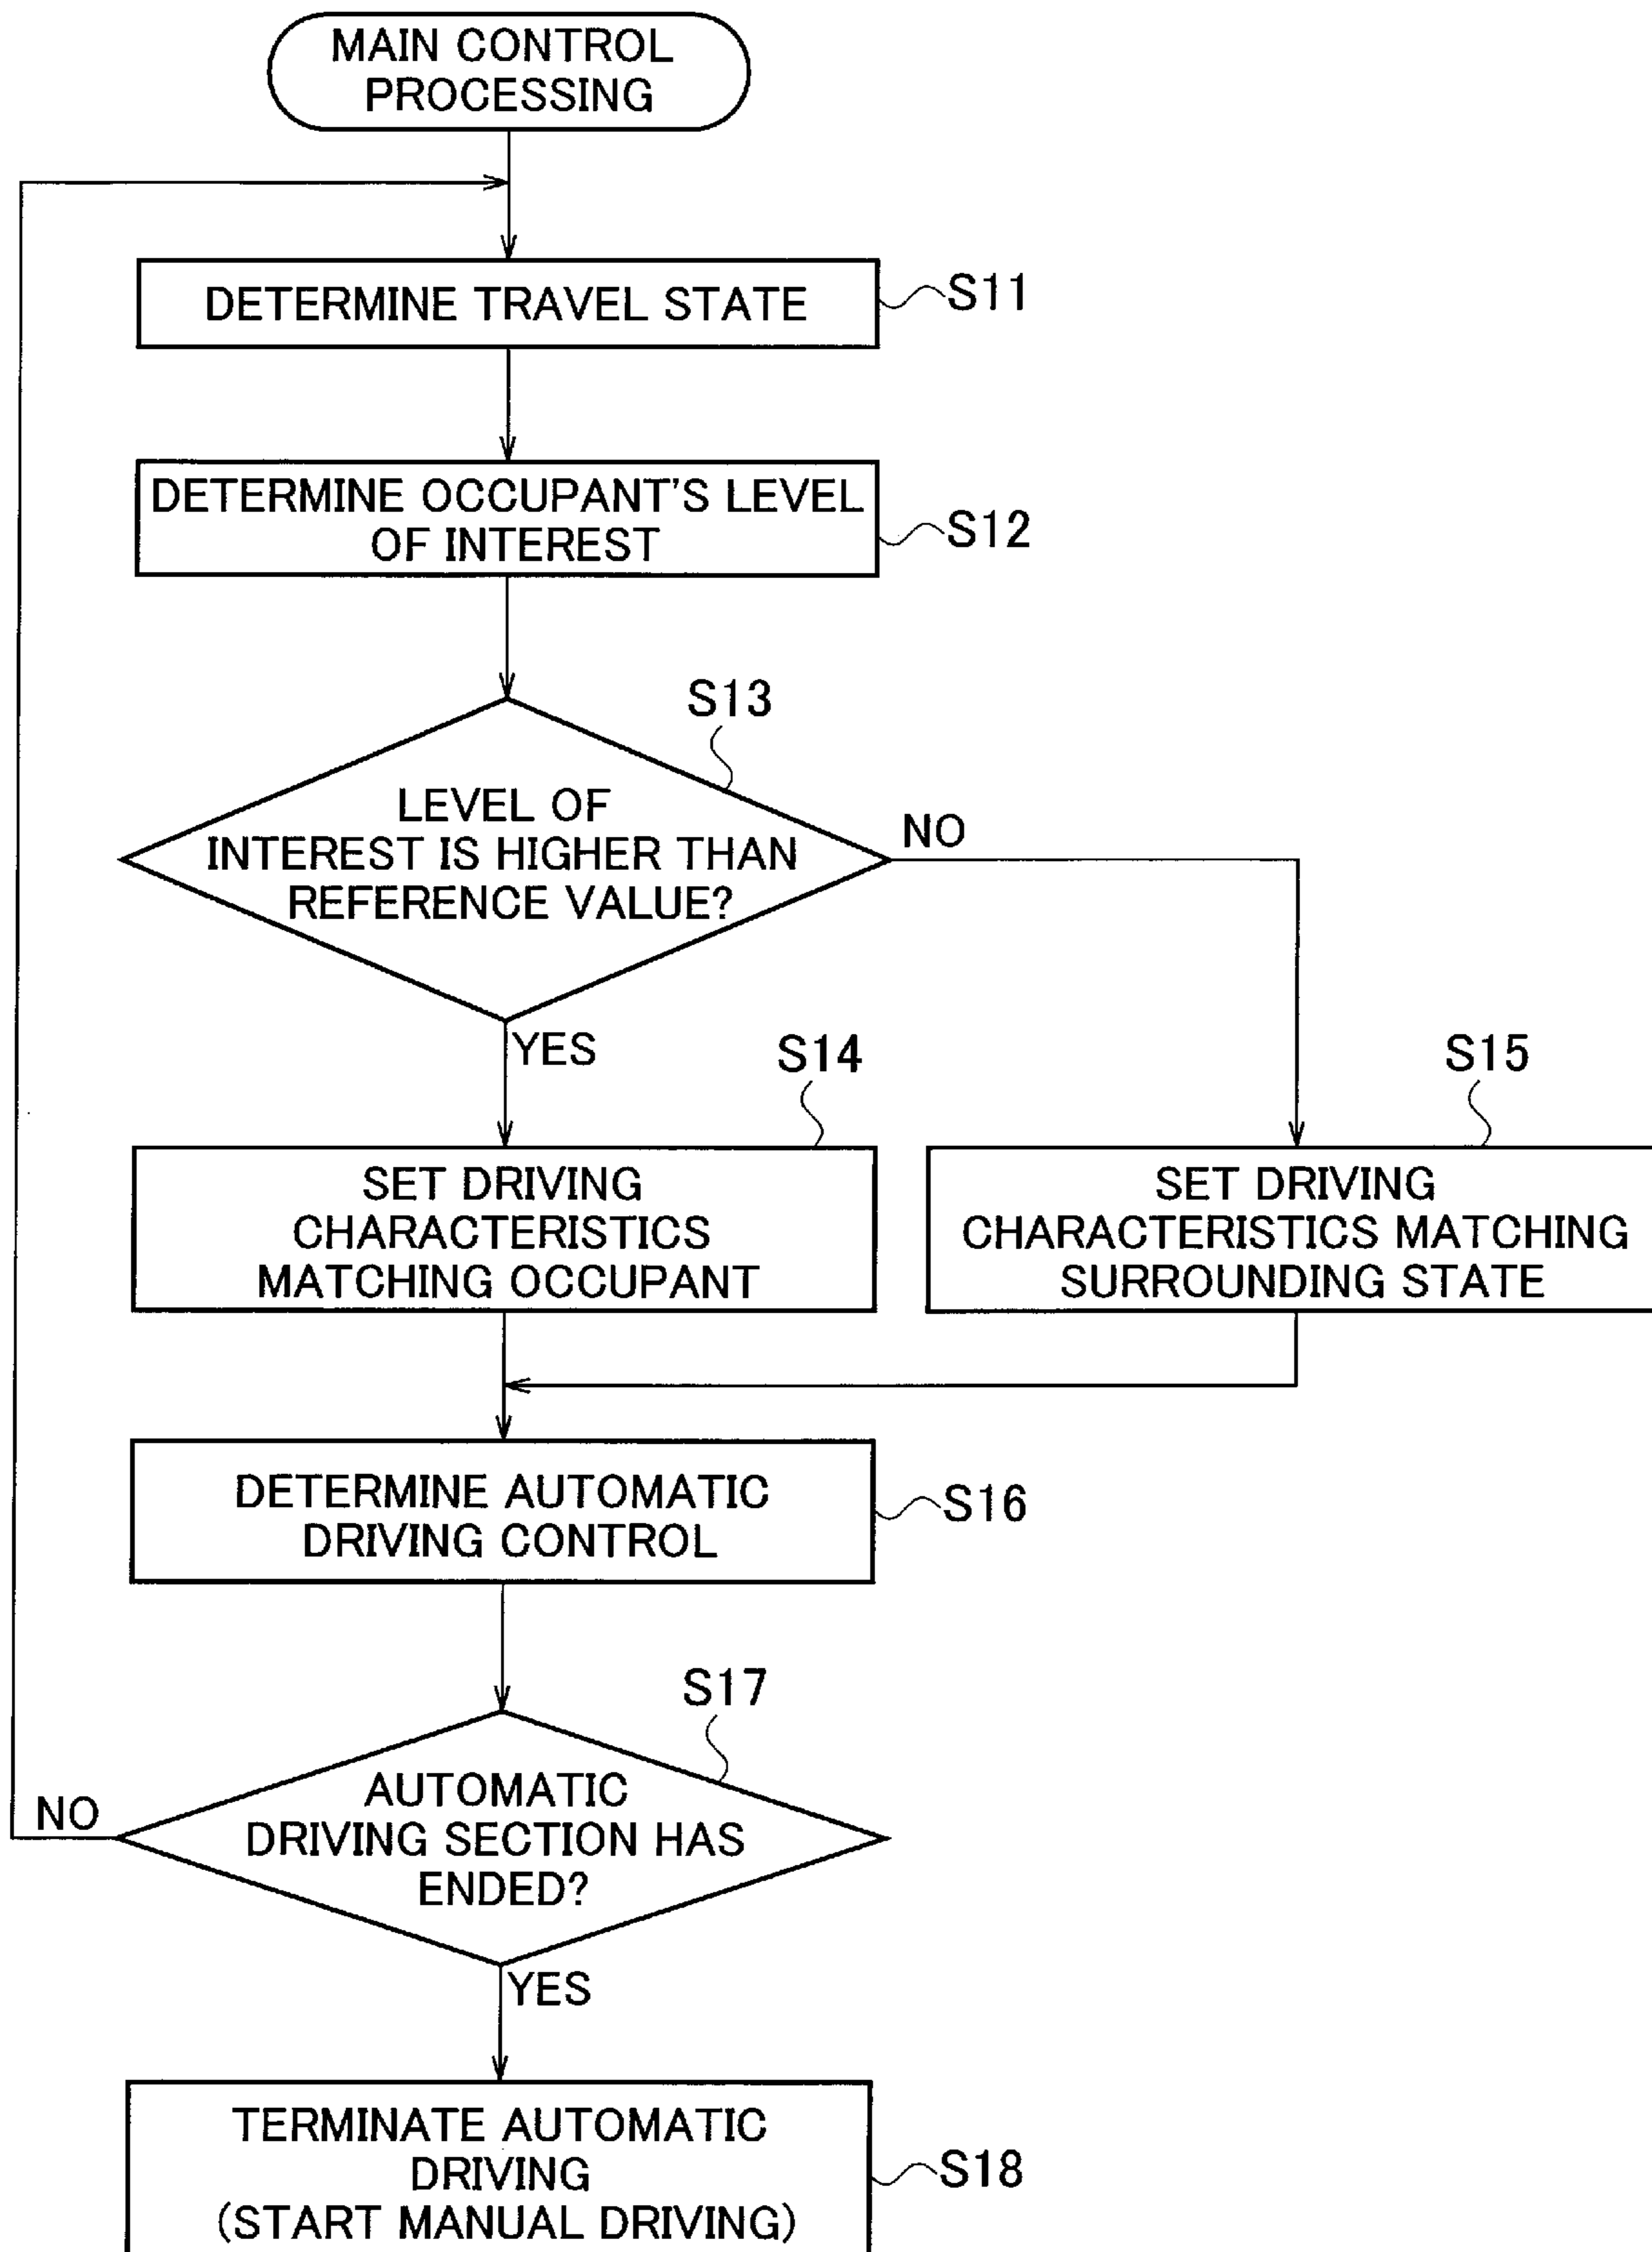 MAIN CONTROL
PROCESSING
DETERMINE TRAVEL STATE
S11
DETERMINE OCCUPANT'S LEVEL
OF INTEREST
S12
S13
LEVEL OF
INTEREST IS HIGHER THAN
REFERENCE VALUE?
NO
YES
S14
S15
SET DRIVING
CHARACTERISTICS
MATCHING OCCUPANT
SET DRIVING
CHARACTERISTICS MATCHING
SURROUNDING STATE
DETERMINE AUTOMATIC
DRIVING CONTROL
S16
S17
AUTOMATIC
DRIVING SECTION HAS
ENDED?
NO
YES
TERMINATE AUTOMATIC
DRIVING
(START MANUAL DRIVING)
S18